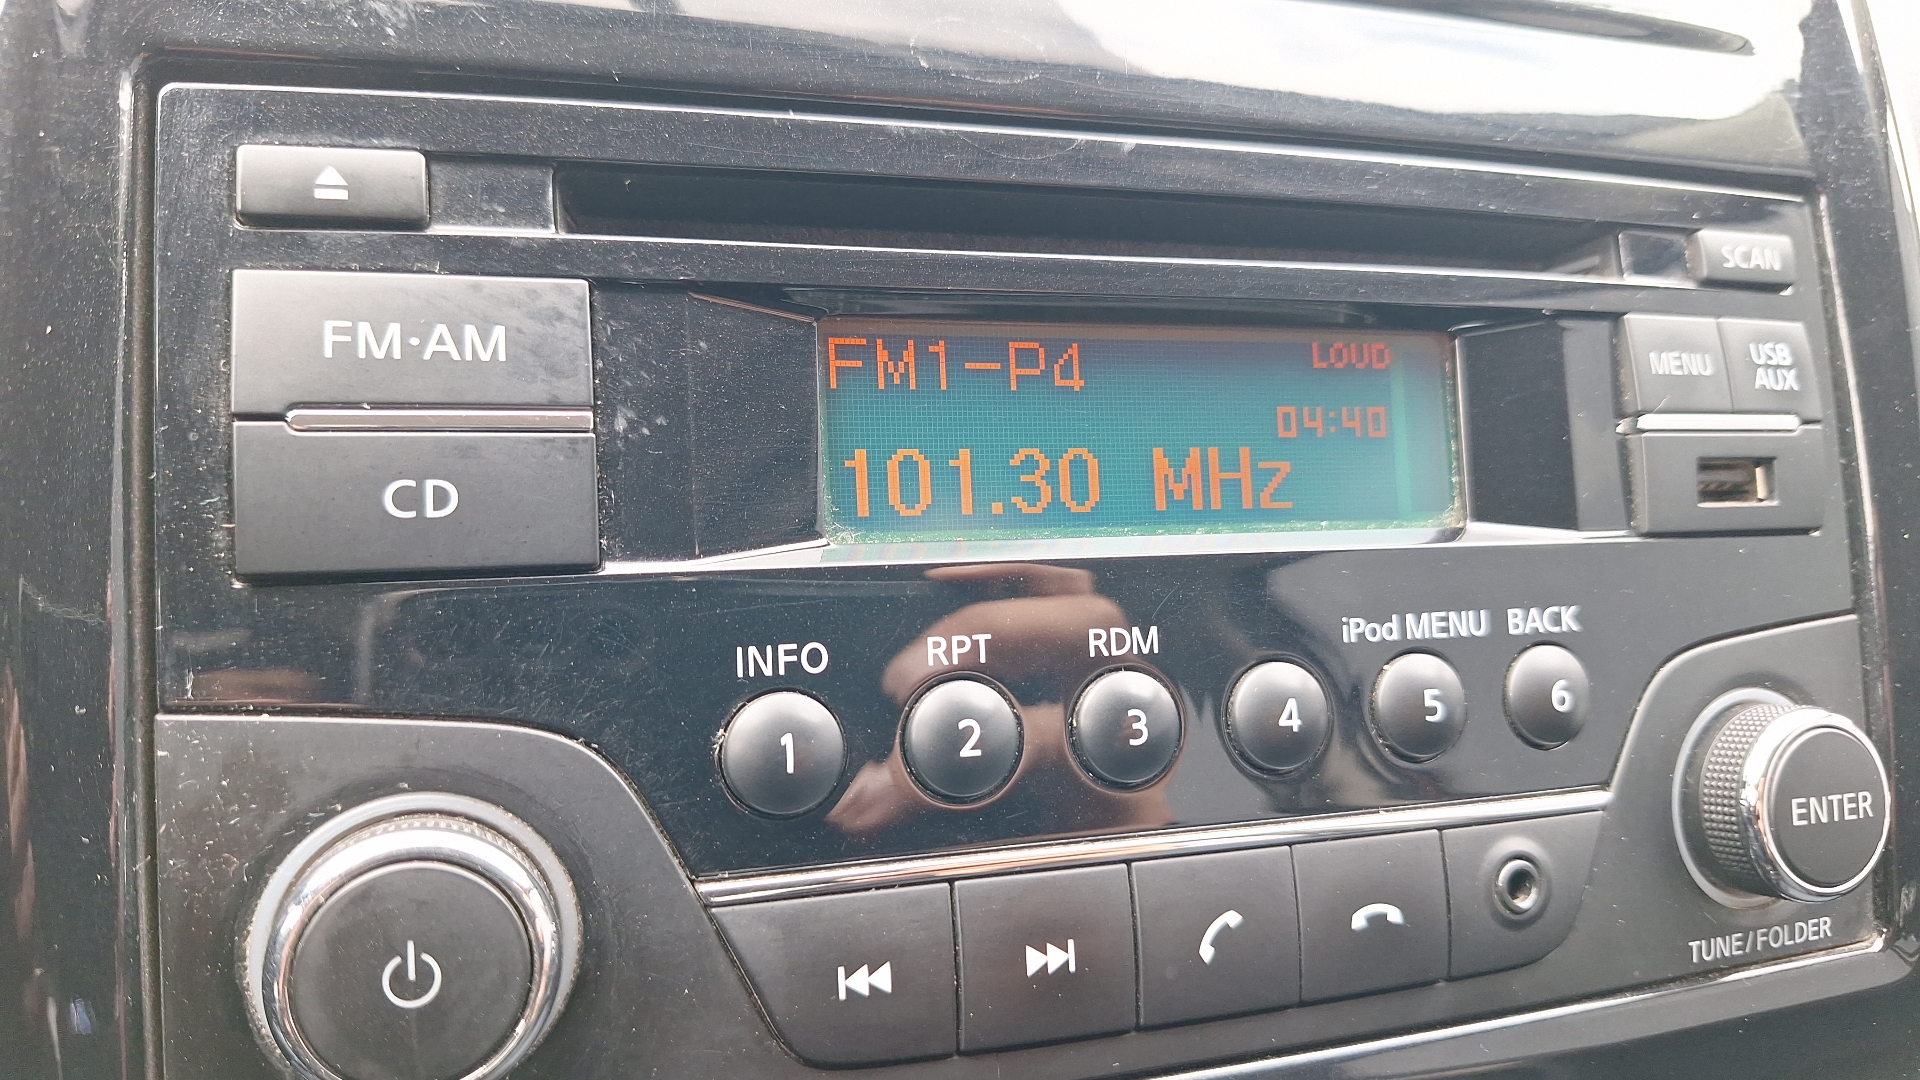 SCAN
FM·AM
FM1-P4 LOUD
MENU
USB AUX
04:40
CD
101.30 MHz
INFO RPT RDM iPod MENU BACK
1 2 3 4 5 6
ENTER
TUNE/FOLDER